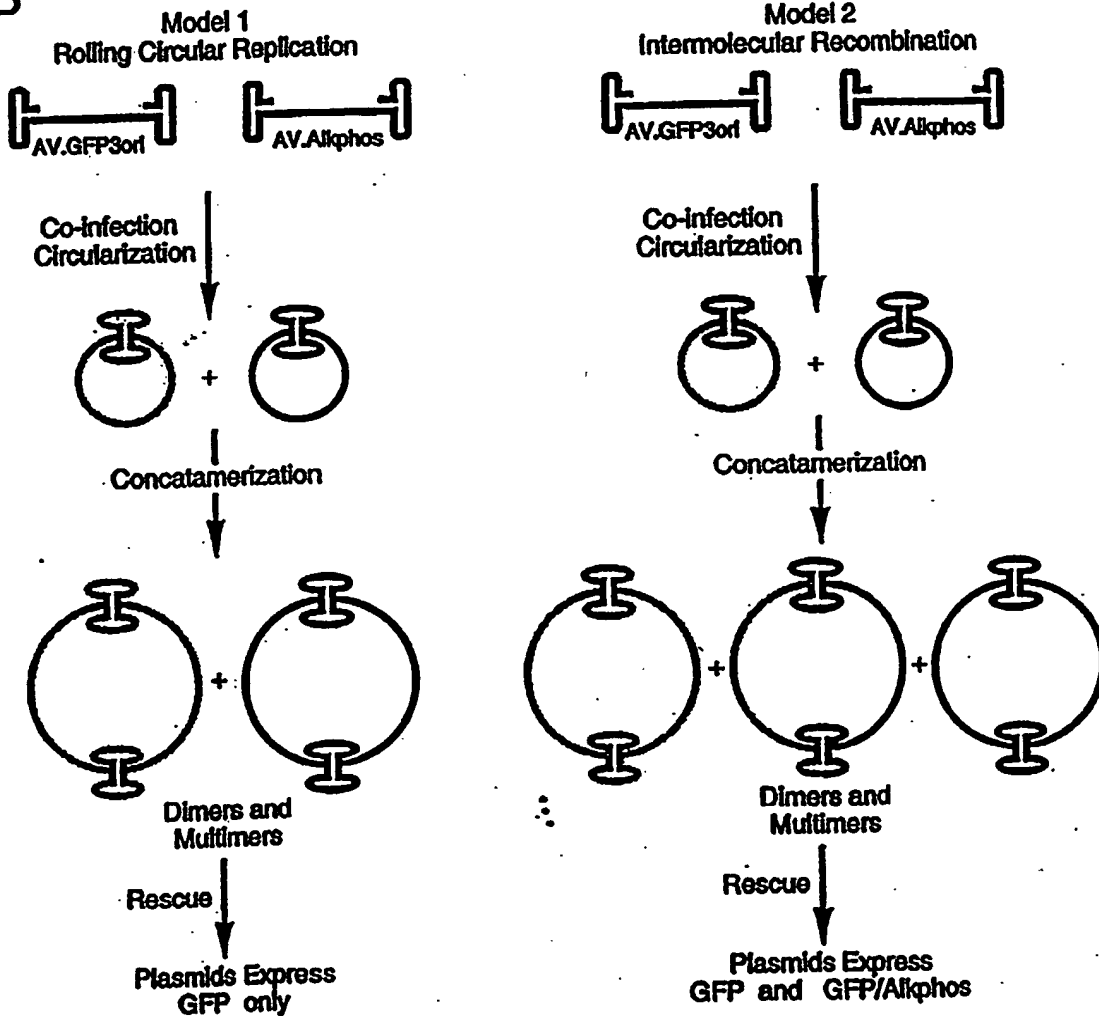 Model 1
Rolling Circular Replication
AV.GFP3ori
AV.Alkphos
Co-infection
Circularization
+
Concatamerization
+
Dimers and
Multimers
Rescue
Plasmids Express
GFP only
Model 2
Intermolecular Recombination
AV.GFP3ori
AV.Alkphos
Co-infection
Circularization
+
Concatamerization
+
+
Dimers and
Multimers
Rescue
Plasmids Express
GFP and GFP/Alkphos